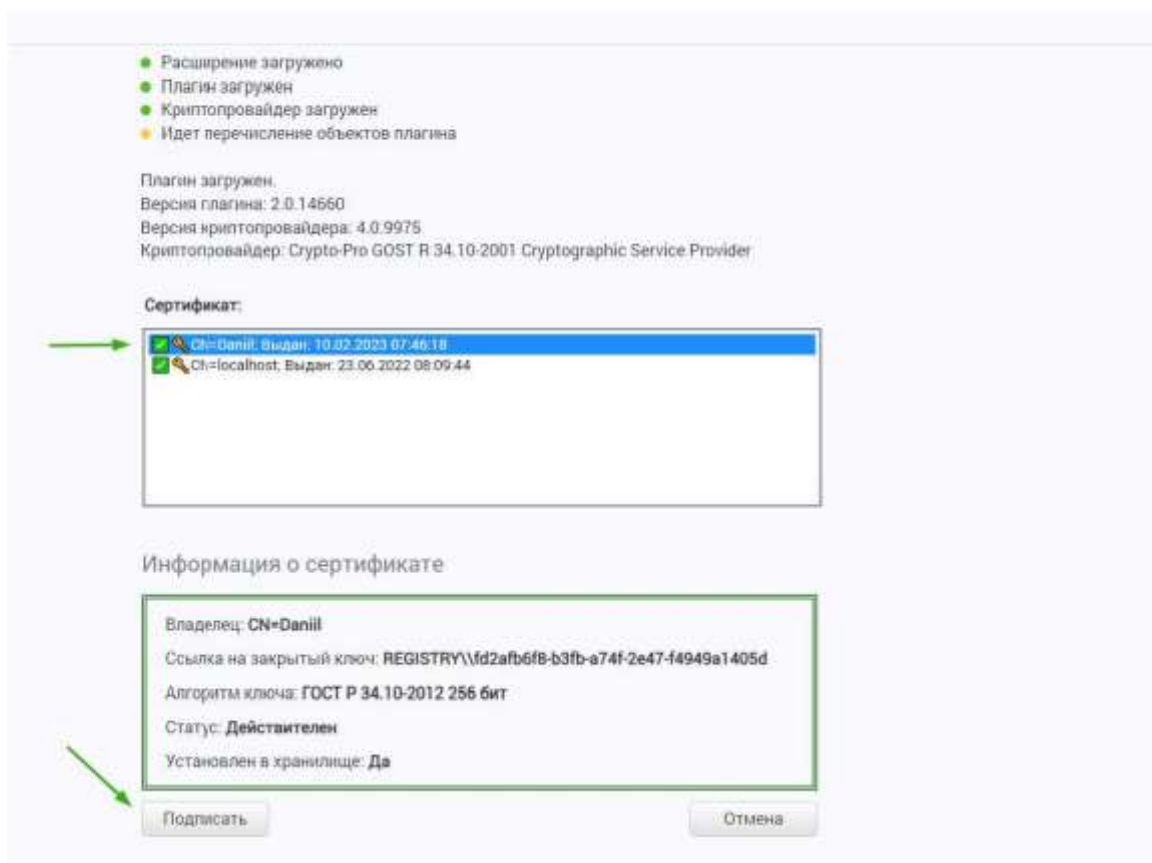 Расширение загружено
Плагин загружен
Криптопровайдер загружен
Идет перечисление объектов плагина
Плагин загружен.
Версия плагина: 2.0.14660
Версия криптопровайдера: 4.0.9975
Криптопровайдер: Crypto-Pro GOST R 34.10-2001 Cryptographic Service Provider
Сертификат:
CN=Daniil; Выдан: 10.02.2023 07:46:18
CN=localhost; Выдан: 23.06.2022 08:09:44
Информация о сертификате
Владелец: CN=Daniil
Ссылка на закрытый ключ: REGISTRY\\fd2afb6f8-b3fb-a74f-2e47-f4949a1405d
Алгоритм ключа: ГОСТ Р 34.10-2012 256 бит
Статус: Действителен
Установлен в хранилище: Да
Подписать Отмена